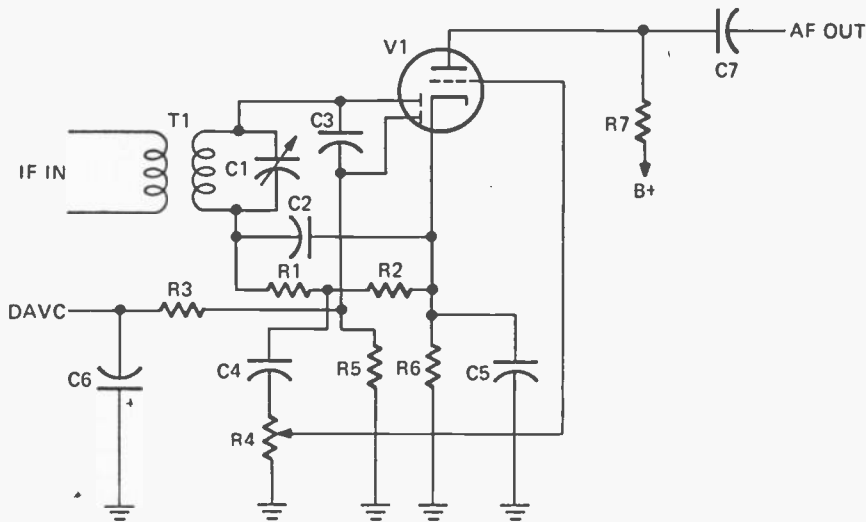 V1
AF OUT
C7
T1
C3
R7
IF IN
C1
B+
C2
R1
R2
DAVC
R3
C6
+
C4
R5
R6
C5
R4